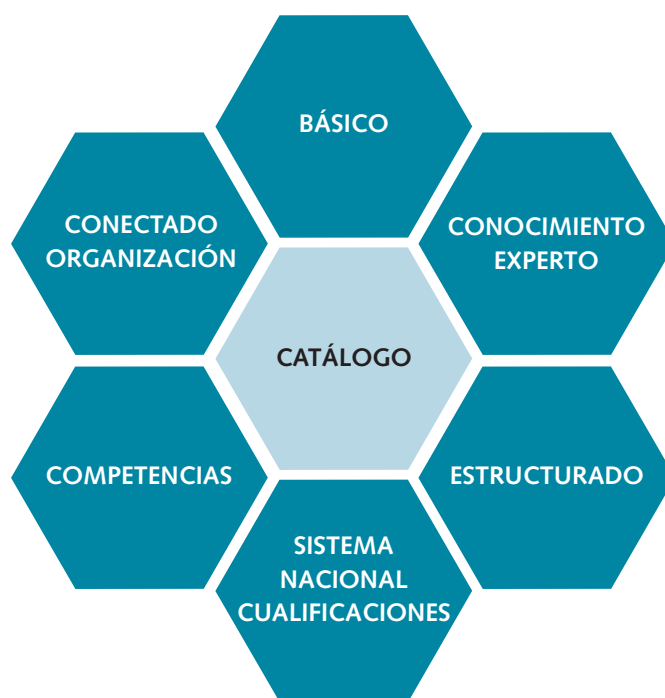 BÁSICO
CONOCIMIENTO
EXPERTO
ESTRUCTURADO
SISTEMA
NACIONAL
CUALIFICACIONES
COMPETENCIAS
CONECTADO
ORGANIZACIÓN
CATÁLOGO